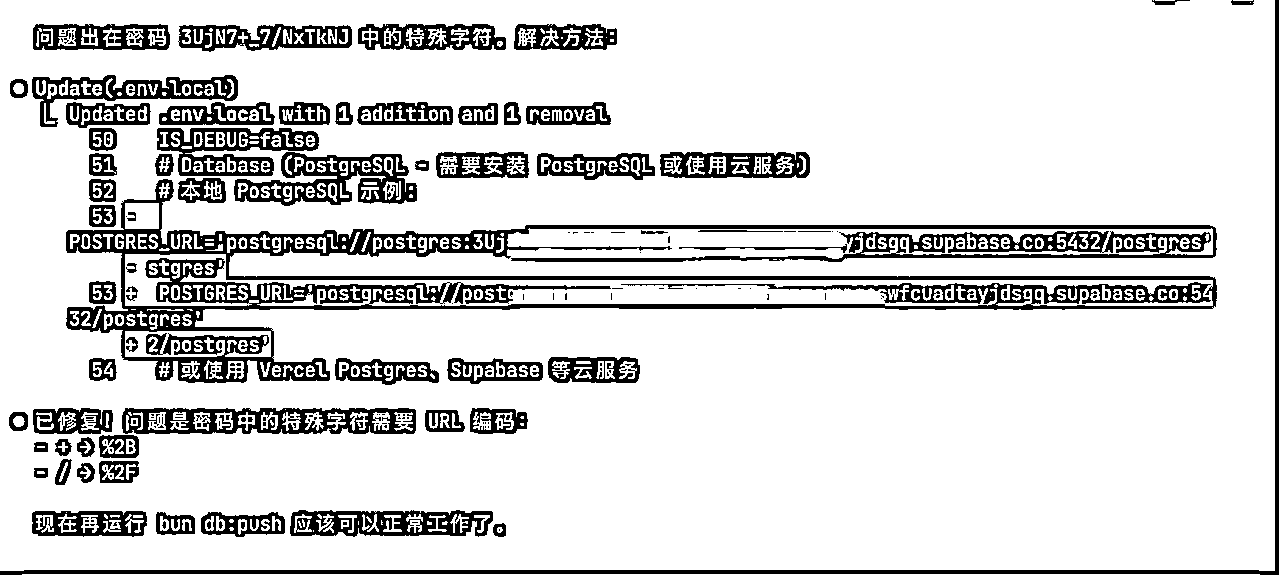 问题出在密码 3UjN7+_7/NxTkNJ 中的特殊字符。解决方法:
Update(.env.local)
Updated .env.local with 1 addition and 1 removal
50 IS_DEBUG=false
51 # Database (PostgreSQL - 需要安装 PostgreSQL 或使用云服务)
52 # 本地 PostgreSQL 示例:
53 -
POSTGRES_URL='postgresql://postgres:3Uj yjdsgq.supabase.co:5432/postgres'
- stgres'
53 + POSTGRES_URL='postgresql://postg swfcuadtayjdsgq.supabase.co:54
32/postgres'
+ 2/postgres'
54 # 或使用 Vercel Postgres、Supabase 等云服务
已修复! 问题是密码中的特殊字符需要 URL 编码:
- + → %2B
- / → %2F
现在再运行 bun db:push 应该可以正常工作了。